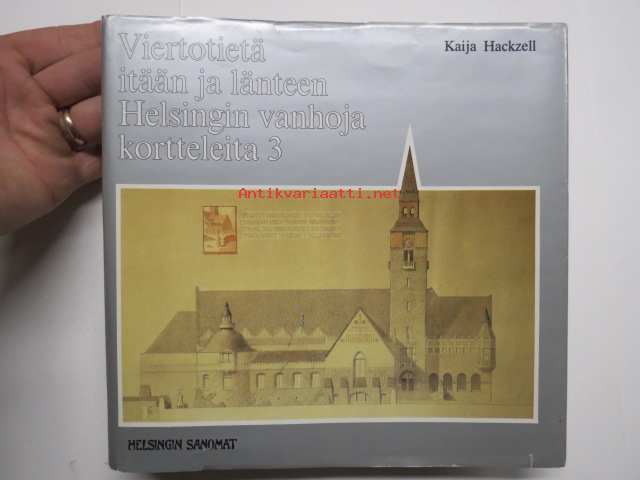 Viertotietä
itään ja länteen
Helsingin vanhoja
kortteleita 3
Kaija Hackzell
Antikvariaatti.net
HELSINGIN SANOMAT